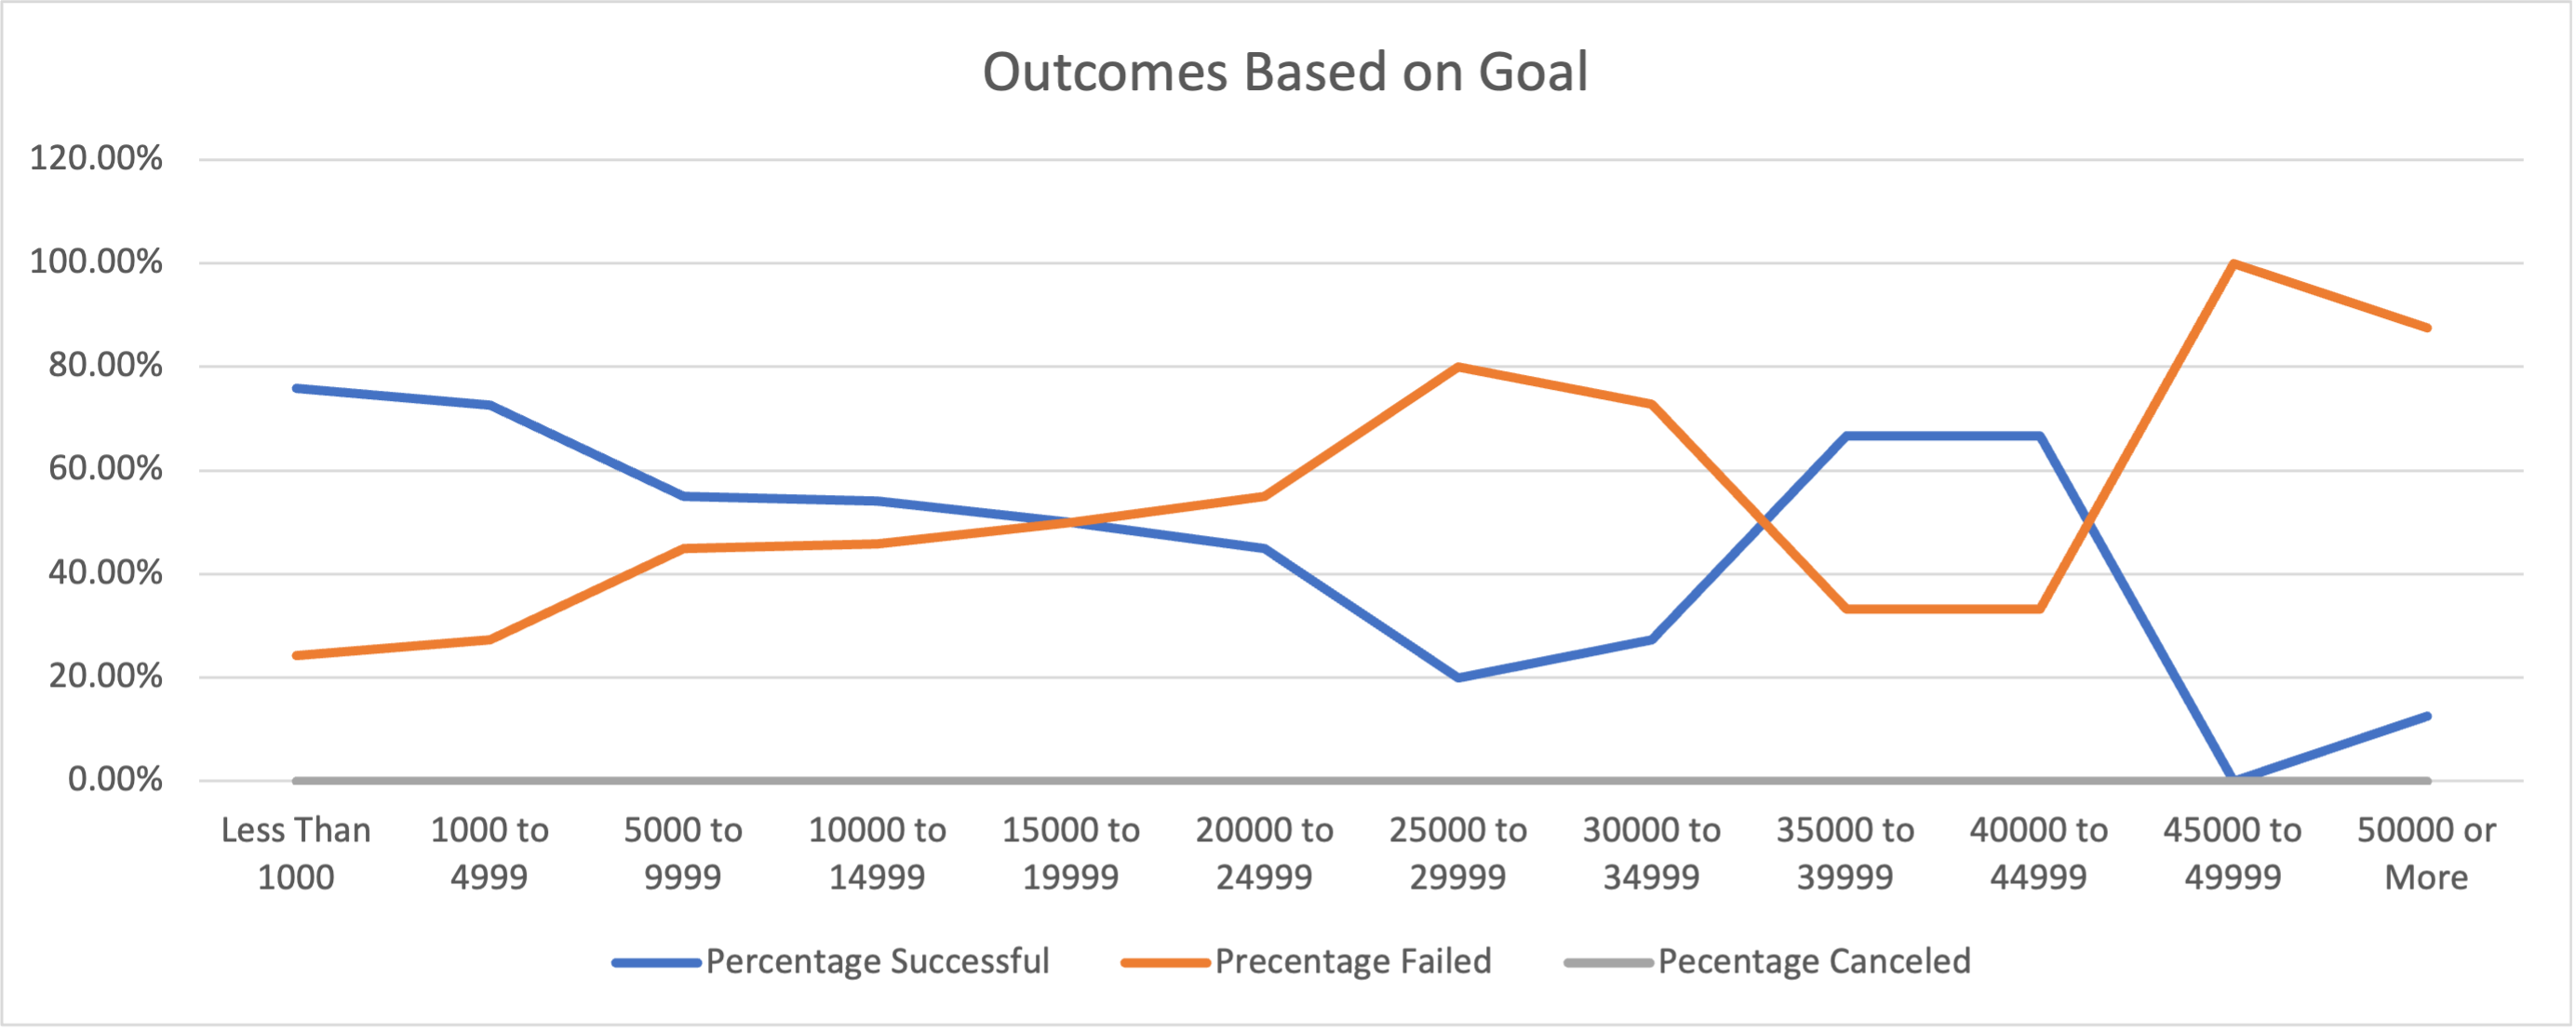 Outcomes Based on Goal
120.00%
100.00%
80.00%
60.00%
40.00%
20.00%
0.00%
Less Than 1000
1000 to 4999
5000 to 9999
10000 to 14999
15000 to 19999
20000 to 24999
25000 to 29999
30000 to 34999
35000 to 39999
40000 to 44999
45000 to 49999
50000 or More
Percentage Successful
Precentage Failed
Pecentage Canceled